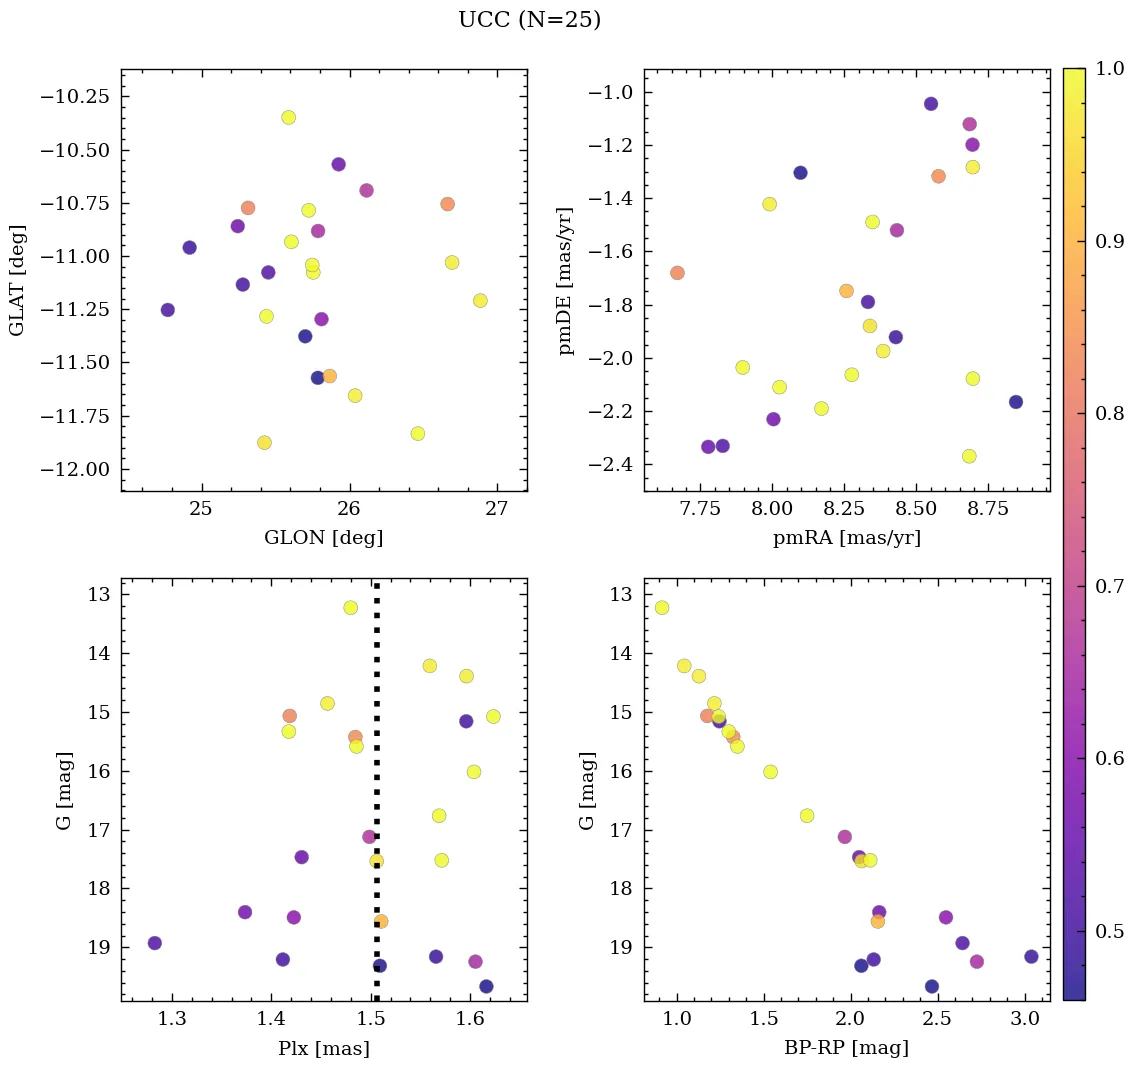 UCC (N=25)
−10.25
−10.50
−10.75
−11.00
−11.25
−11.50
−11.75
−12.00
GLAT [deg]
25 26 27
GLON [deg]
−1.0
−1.2
−1.4
−1.6
−1.8
−2.0
−2.2
−2.4
pmDE [mas/yr]
7.75 8.00 8.25 8.50 8.75
pmRA [mas/yr]
13
14
15
16
17
18
19
G [mag]
1.3 1.4 1.5 1.6
Plx [mas]
13
14
15
16
17
18
19
G [mag]
1.0 1.5 2.0 2.5 3.0
BP-RP [mag]
1.0
0.9
0.8
0.7
0.6
0.5